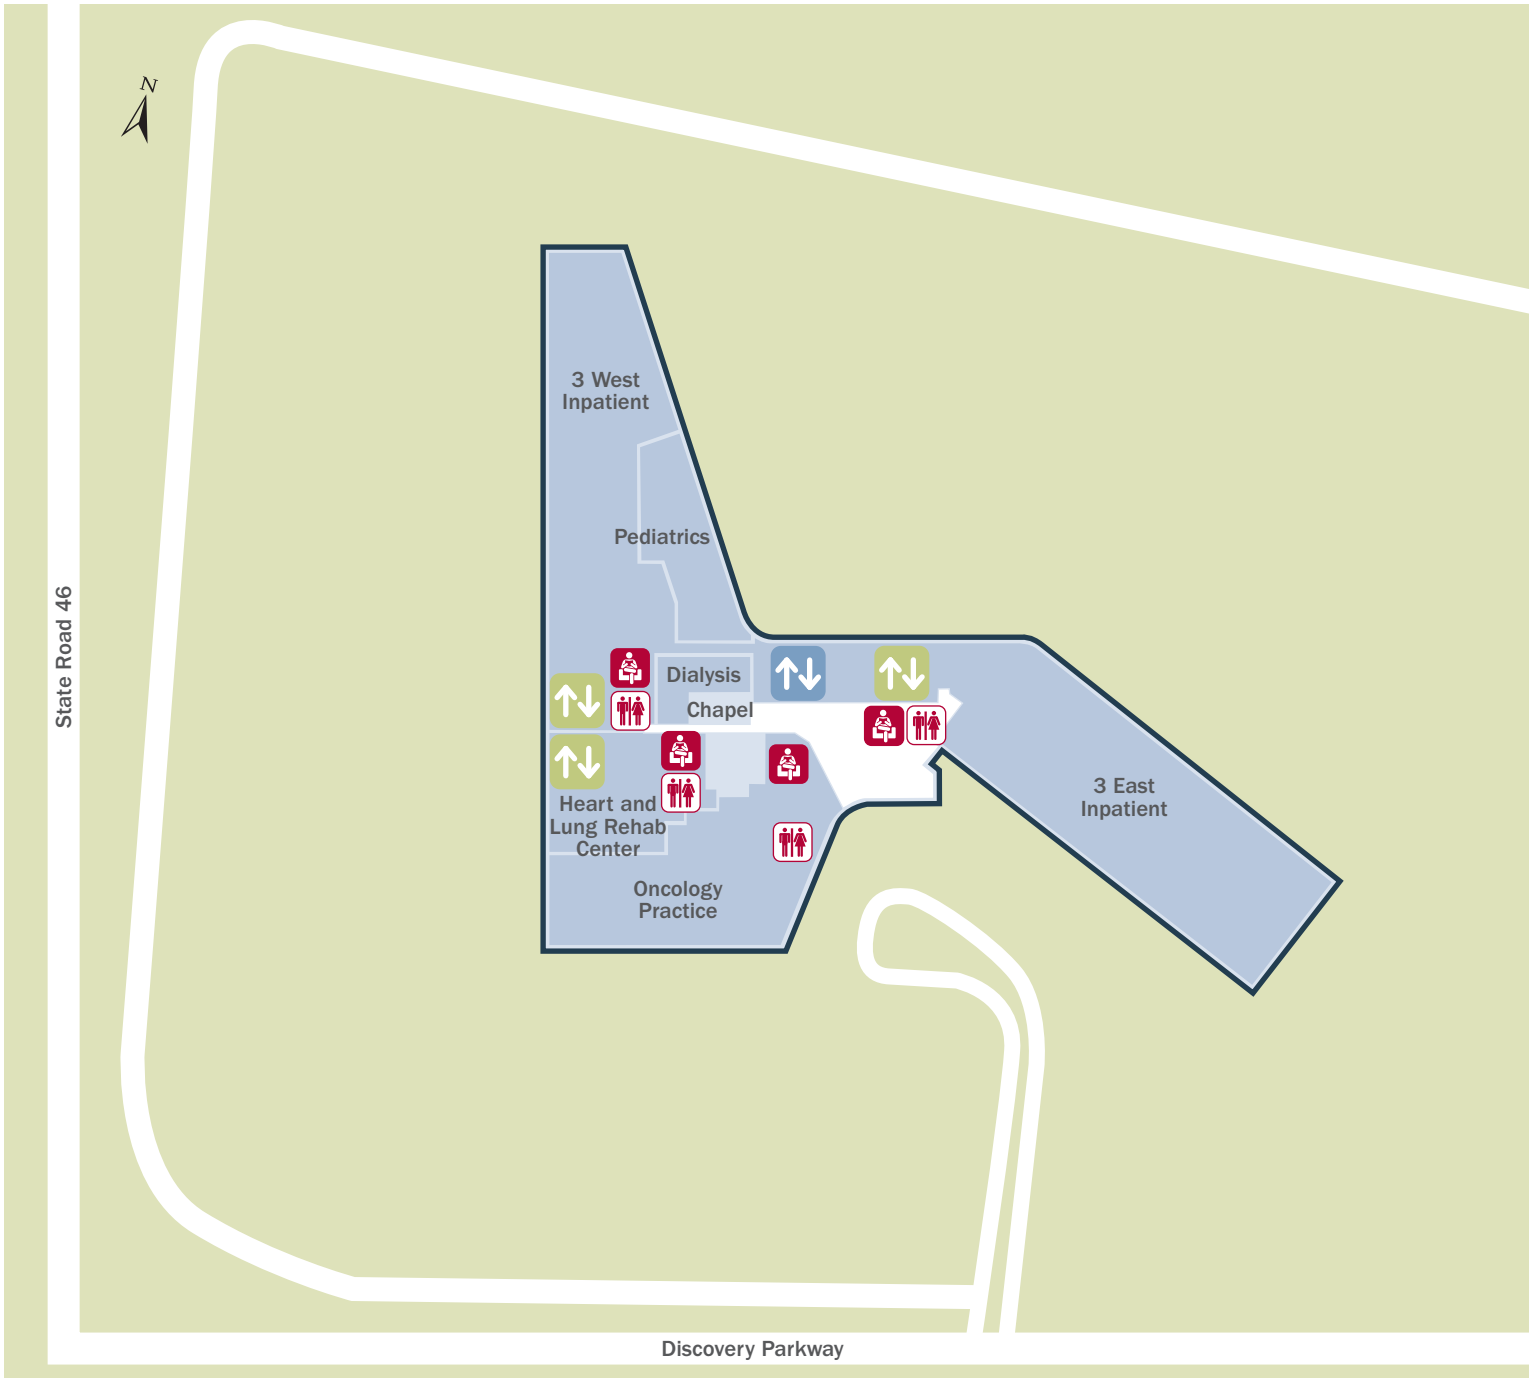 N
3 West
Inpatient
Pediatrics
State Road 46
Dialysis
Chapel
3 East
Inpatient
Heart and
Lung Rehab
Center
Oncology
Practice
Discovery Parkway